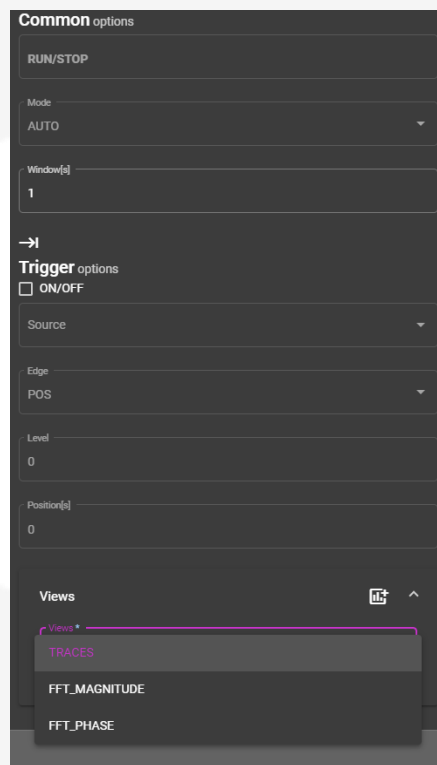 Common options
RUN/STOP
Mode
AUTO
Window[s]
1
Trigger options
ON/OFF
Source
Edge
POS
Level
0
Position[s]
0
Views
Views *
TRACES
FFT_MAGNITUDE
FFT_PHASE